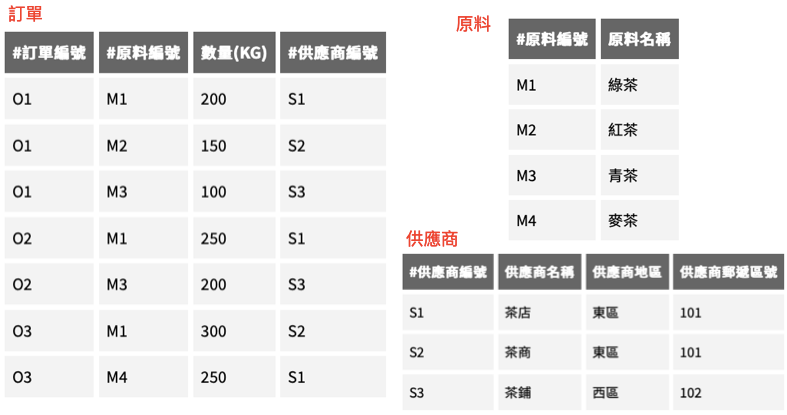 訂單
#訂單編號 #原料編號 數量(KG) #供應商編號
O1 M1 200 S1
O1 M2 150 S2
O1 M3 100 S3
O2 M1 250 S1
O2 M3 200 S3
O3 M1 300 S2
O3 M4 250 S1
原料
#原料編號 原料名稱
M1 綠茶
M2 紅茶
M3 青茶
M4 麥茶
供應商
#供應商編號 供應商名稱 供應商地區 供應商郵遞區號
S1 茶店 東區 101
S2 茶商 東區 101
S3 茶鋪 西區 102